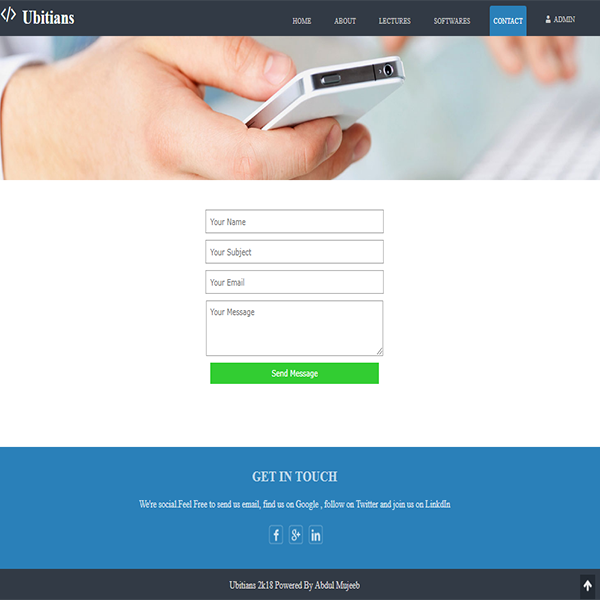 </> Ubitians
HOME ABOUT LECTURES SOFTWARES CONTACT ADMIN
Your Name
Your Subject
Your Email
Your Message
Send Message
GET IN TOUCH
We're social.Feel Free to send us email, find us on Google , follow on Twitter and join us on LinkdIn
f g+ in
Ubitians 2k18 Powered By Abdul Mujeeb